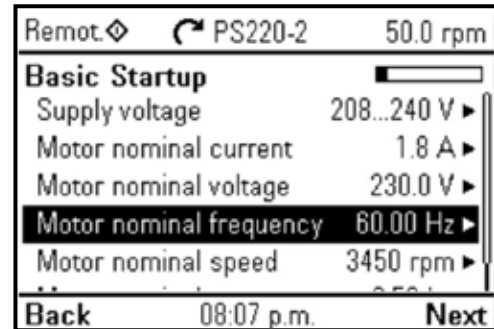 Remot. PS220-2 50.0 rpm
Basic Startup
Supply voltage 208...240 V
Motor nominal current 1.8 A
Motor nominal voltage 230.0 V
Motor nominal frequency 60.00 Hz
Motor nominal speed 3450 rpm
Back 08:07 p.m. Next